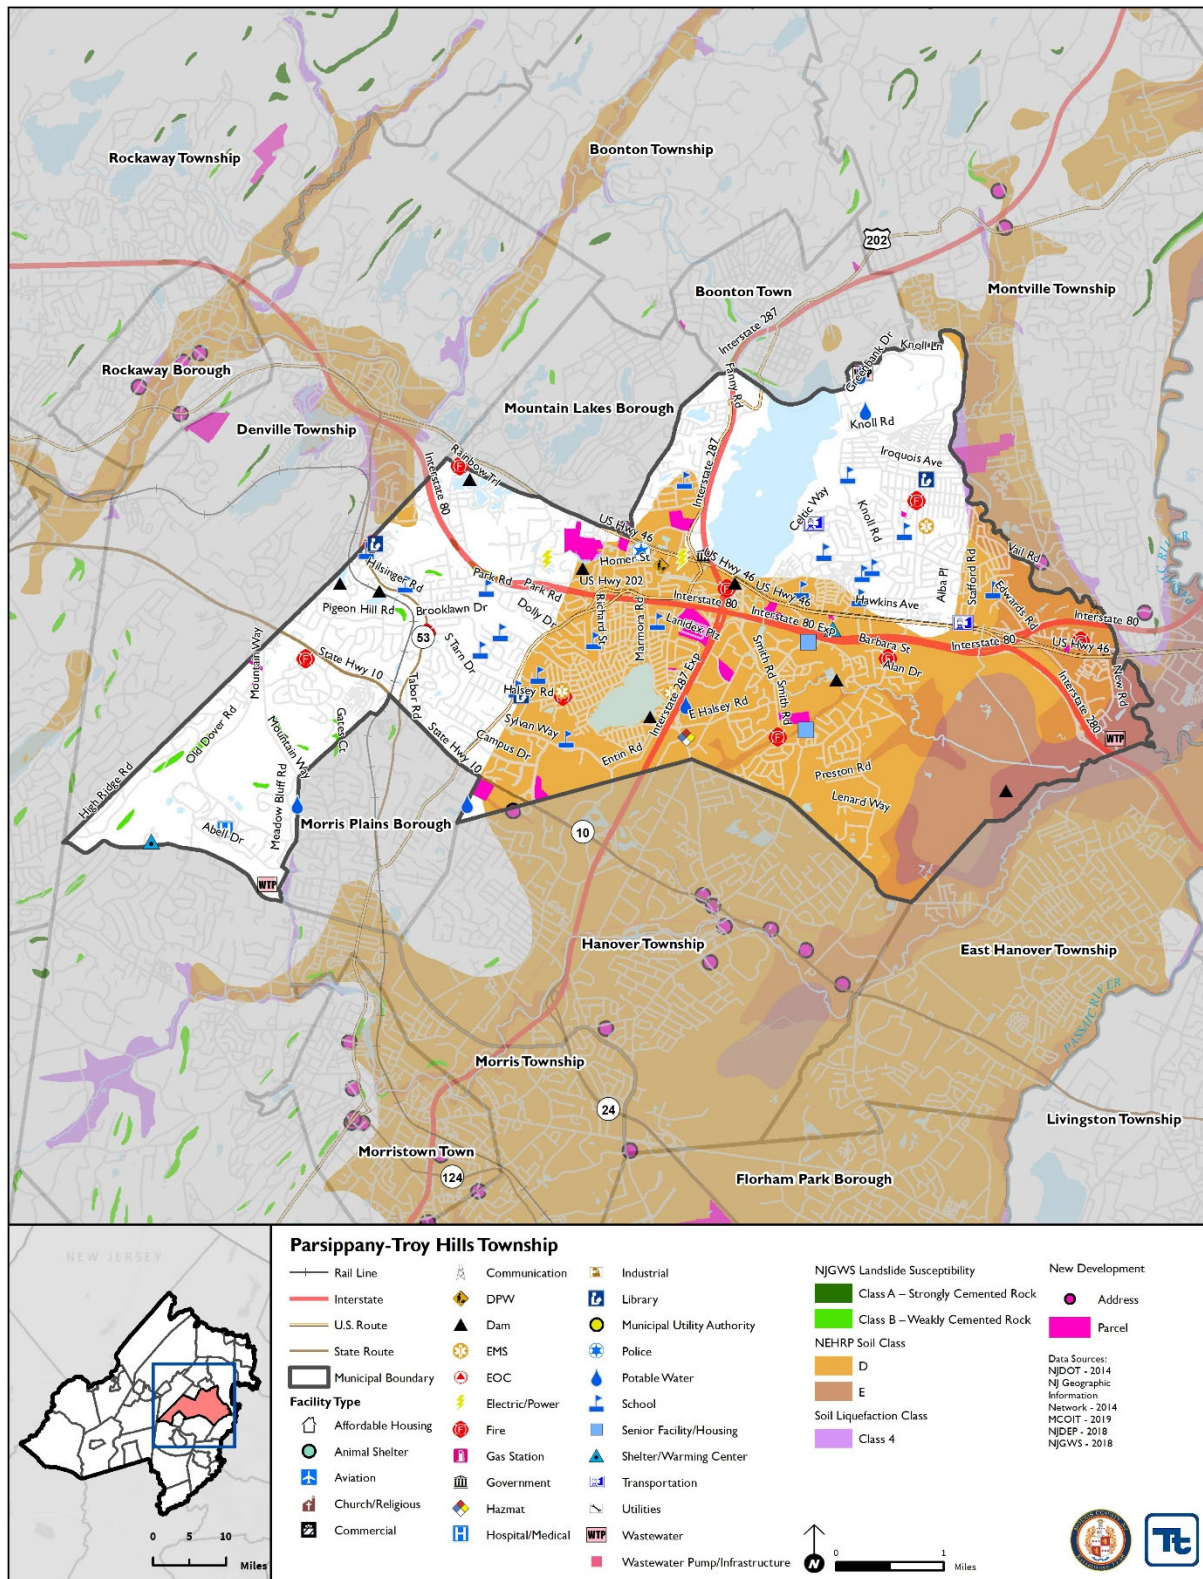 Rockaway Township
Boonton Township
202
Boonton Town
Montville Township
Interstate 287
Greenbank Dr
Knoll Ln
Fanny Rd
WTP
Rockaway Borough
Mountain Lakes Borough
Knoll Rd
Denville Township
Rainbow Trl
Iroquois Ave
Interstate 80
Interstate 287
Celtic Way
Knoll Rd
US Hwy 46
Homer St
US Hwy 46
US Hwy 46
Vail Rd
Hilsinger Rd
Park Rd
Park Rd
US Hwy 202
Alba Pl
Stafford Rd
Edwards Rd
Pigeon Hill Rd
Brooklawn Dr
Dolly Dr
Richard St
Marmora Rd
Interstate 80
Hawkins Ave
Interstate 80 Exp
Interstate 80
53
Lanidex Plz
Barbara St
Interstate 80
US Hwy 46
Mountain Way
State Hwy 10
S Tarn Dr
Smith Rd
Alan Dr
Tabor Rd
Halsey Rd
Interstate 287 Exp
E Halsey Rd
Smith Rd
New Rd
Interstate 280
Old Dover Rd
Mountain Way
Gates Ct
State Hwy 10
Sylvan Way
Campus Dr
Entin Rd
WTP
High Ridge Rd
Meadow Bluff Rd
Preston Rd
Lenard Way
Abell Dr
Morris Plains Borough
10
WTP
Hanover Township
East Hanover Township
PASSAIC RIVER
Morris Township
24
Livingston Township
Morristown Town
124
Florham Park Borough
NEW JERSEY
0 5 10
Miles
Parsippany-Troy Hills Township
Rail Line
Interstate
U.S. Route
State Route
Municipal Boundary
Facility Type
Affordable Housing
Animal Shelter
Aviation
Church/Religious
Commercial
Communication
DPW
Dam
EMS
EOC
Electric/Power
Fire
Gas Station
Government
Hazmat
Hospital/Medical
Industrial
Library
Municipal Utility Authority
Police
Potable Water
School
Senior Facility/Housing
Shelter/Warming Center
Transportation
Utilities
WTP Wastewater
Wastewater Pump/Infrastructure
NJGWS Landslide Susceptibility
Class A – Strongly Cemented Rock
Class B – Weakly Cemented Rock
NEHRP Soil Class
D
E
Soil Liquefaction Class
Class 4
New Development
Address
Parcel
Data Sources:
NJDOT - 2014
NJ Geographic
Information
Network - 2014
MCOIT - 2019
NJDEP - 2018
NJGWS - 2018
N
0 1
Miles
Tt